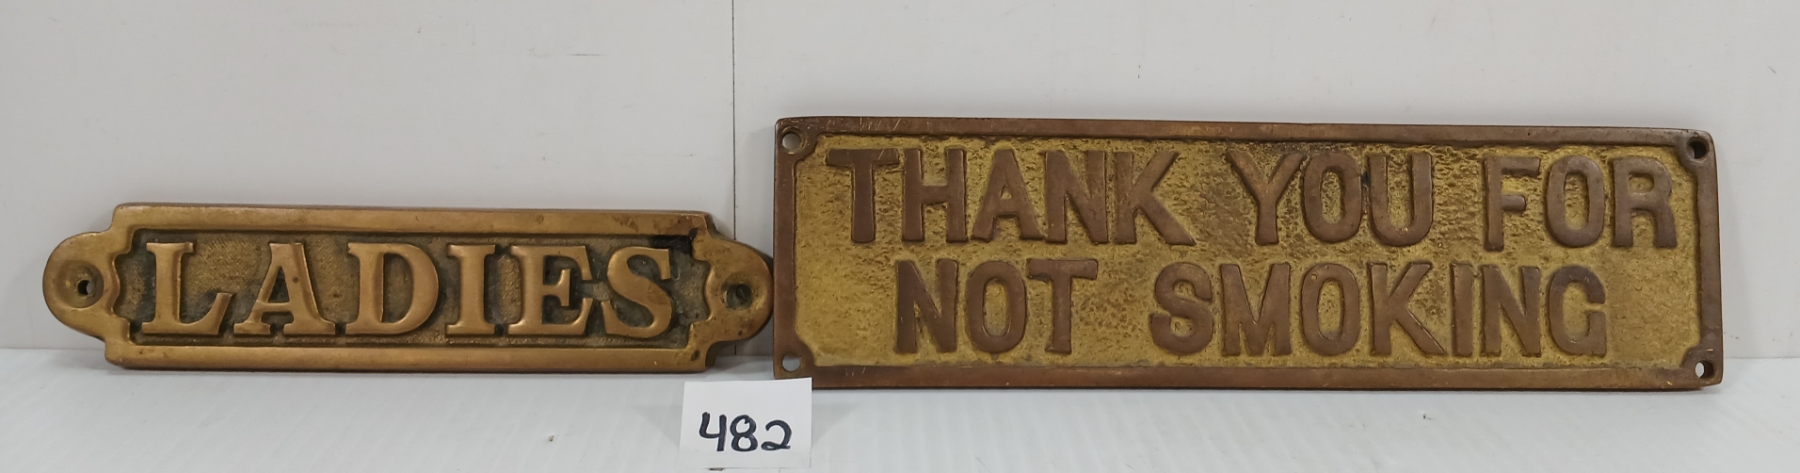 LADIES
THANK YOU FOR
NOT SMOKING
482